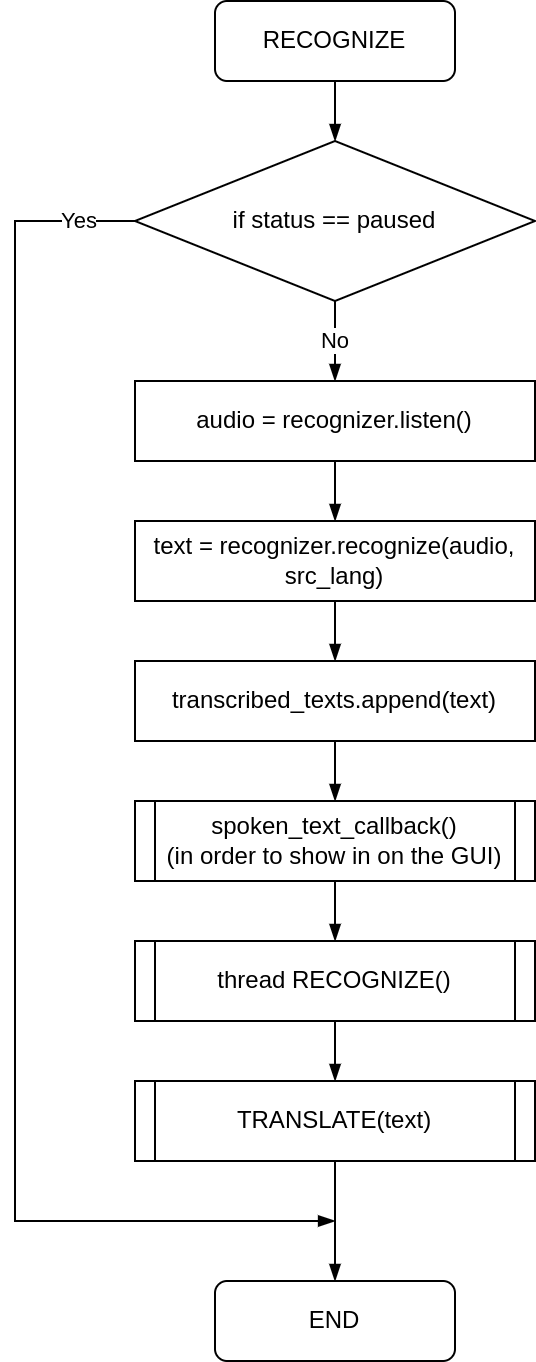 RECOGNIZE
if status == paused
Yes
No
audio = recognizer.listen()
text = recognizer.recognize(audio,
src_lang)
transcribed_texts.append(text)
spoken_text_callback()
(in order to show in on the GUI)
thread RECOGNIZE()
TRANSLATE(text)
END